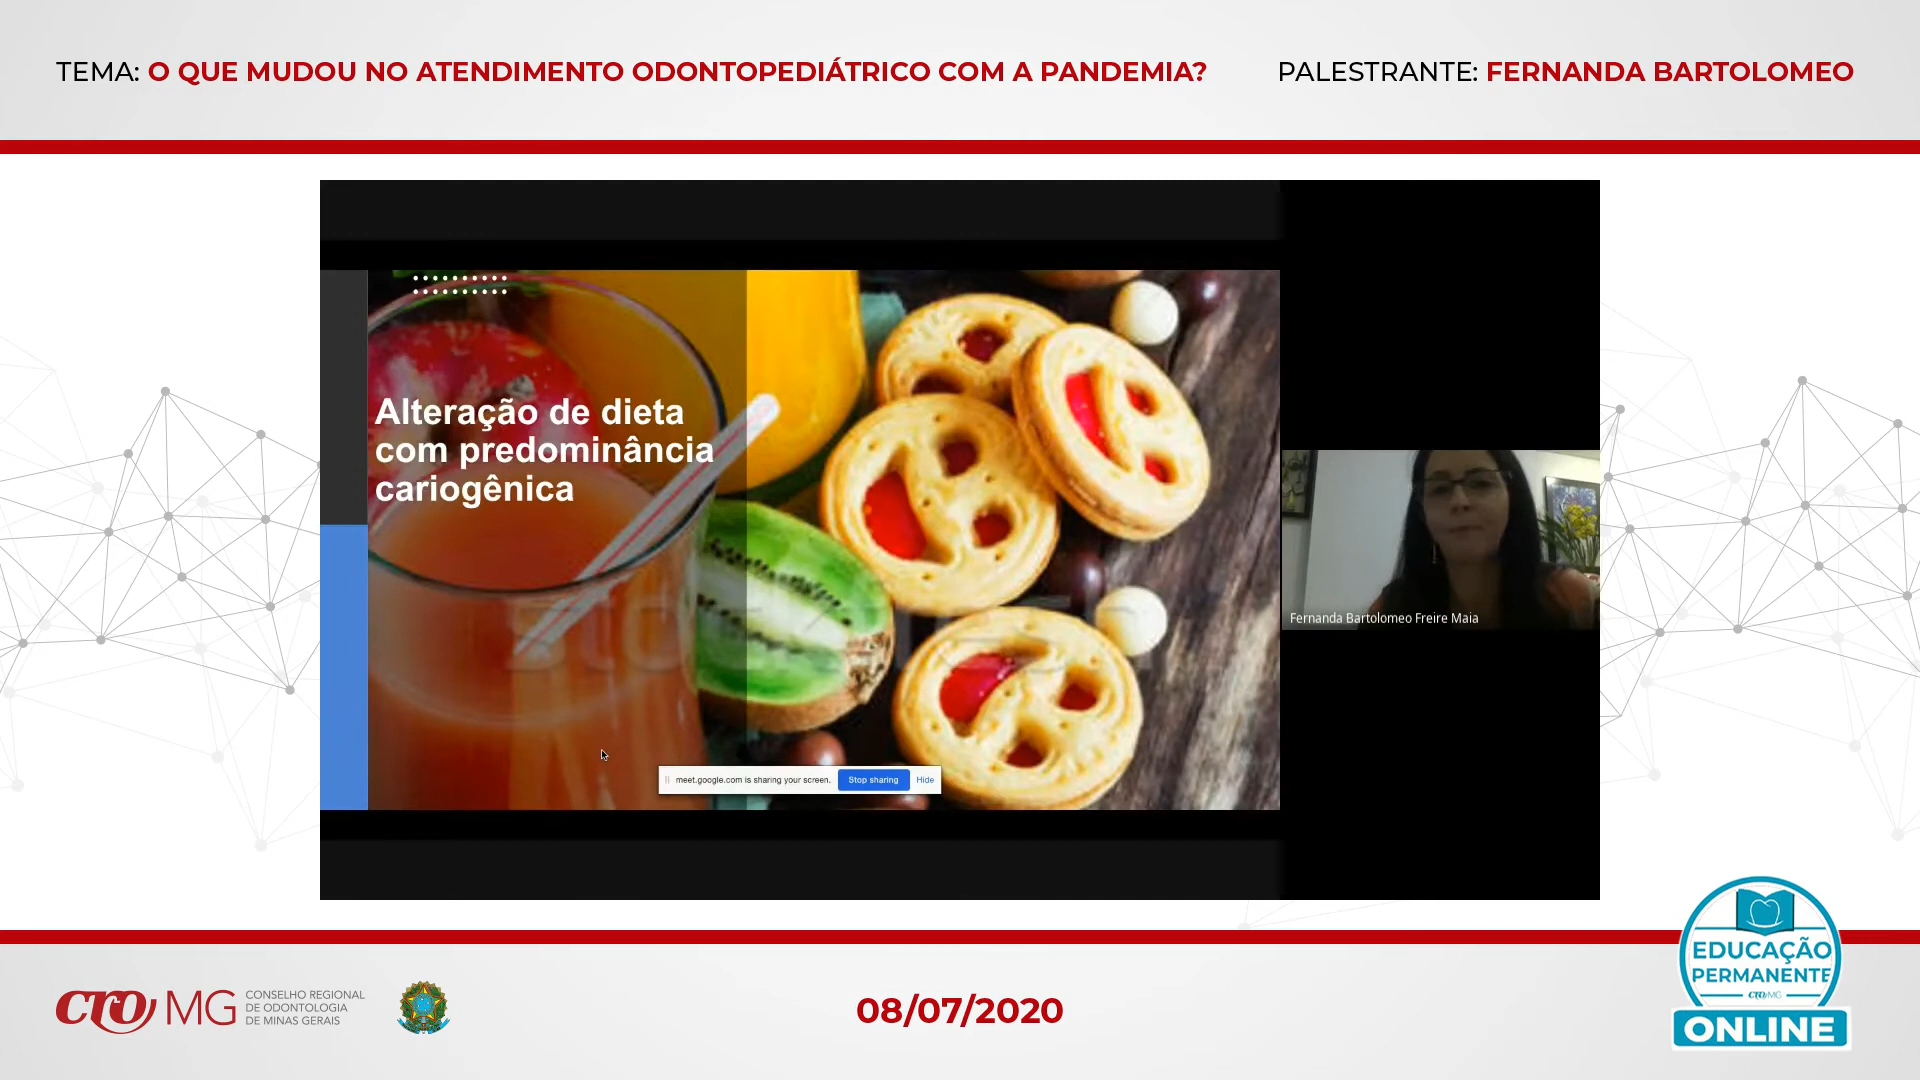 TEMA: O QUE MUDOU NO ATENDIMENTO ODONTOPEDIÁTRICO COM A PANDEMIA?
PALESTRANTE: FERNANDA BARTOLOMEO
Alteração de dieta
com predominância
cariogênica
meet.google.com is sharing your screen.
Stop sharing
Hide
Fernanda Bartolomeo Freire Maia
cro MG
CONSELHO REGIONAL
DE ODONTOLOGIA
DE MINAS GERAIS
08/07/2020
EDUCAÇÃO
PERMANENTE
cro MG
ONLINE